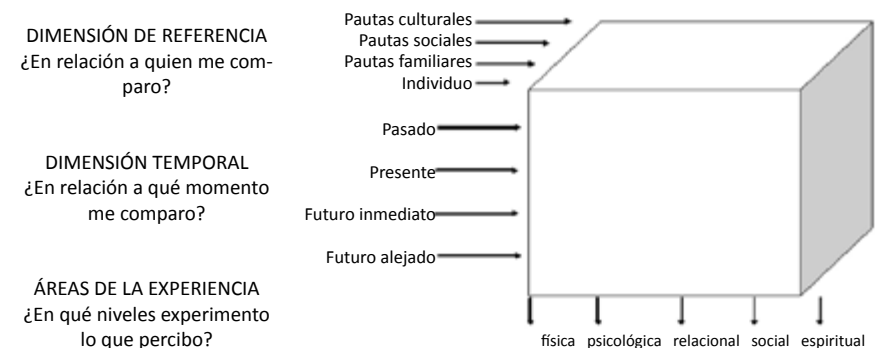 DIMENSIÓN DE REFERENCIA
¿En relación a quien me com-
paro?
Pautas culturales
Pautas sociales
Pautas familiares
Individuo
DIMENSIÓN TEMPORAL
¿En relación a qué momento
me comparo?
Pasado
Presente
Futuro inmediato
Futuro alejado
ÁREAS DE LA EXPERIENCIA
¿En qué niveles experimento
lo que percibo?
física psicológica relacional social espiritual